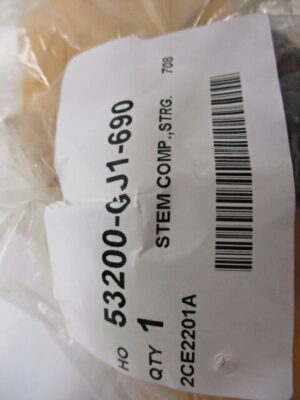 HO 53200-GJ1-690
QTY 1 STEM COMP.,STRG. 708
2CE2201A